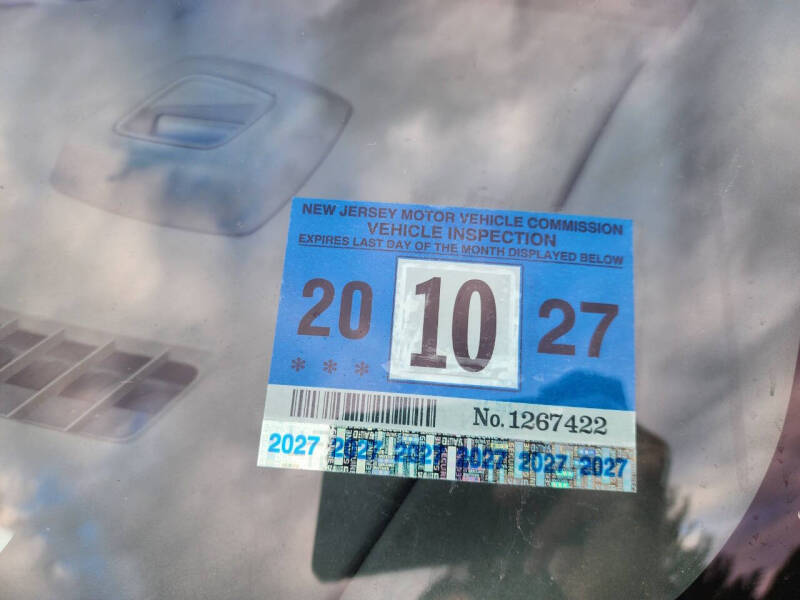 NEW JERSEY MOTOR VEHICLE COMMISSION
VEHICLE INSPECTION
EXPIRES LAST DAY OF THE MONTH DISPLAYED BELOW
20 10 27
* * *
No. 1267422
2027 2027 2027 2027 2027 2027